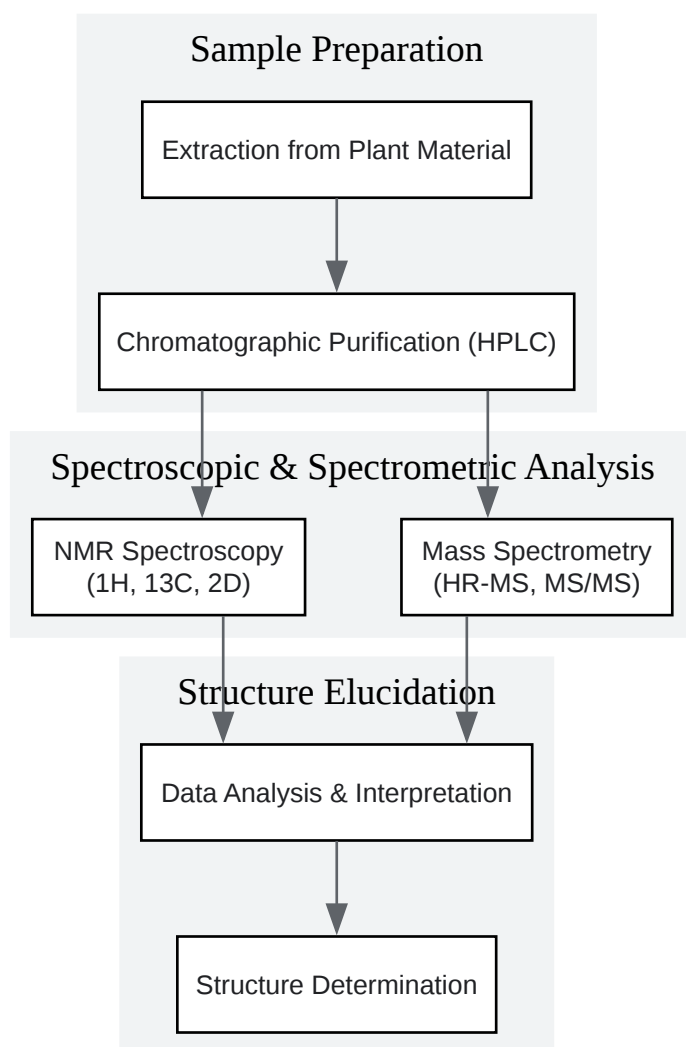 Sample Preparation
Extraction from Plant Material
Chromatographic Purification (HPLC)
Spectroscopic & Spectrometric Analysis
NMR Spectroscopy
(1H, 13C, 2D)
Mass Spectrometry
(HR-MS, MS/MS)
Structure Elucidation
Data Analysis & Interpretation
Structure Determination